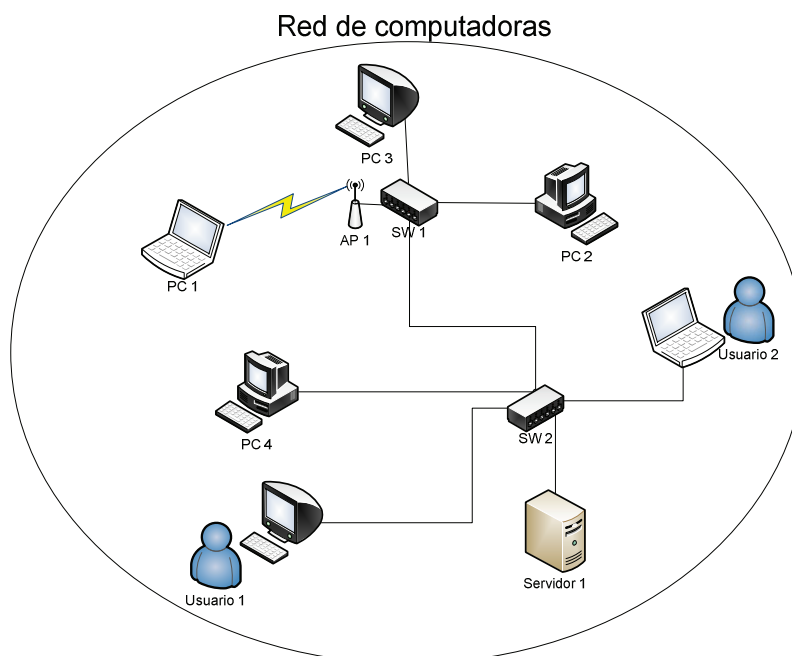 Red de computadoras
PC 3
AP 1
SW 1
PC 2
PC 1
Usuario 2
PC 4
SW 2
Servidor 1
Usuario 1